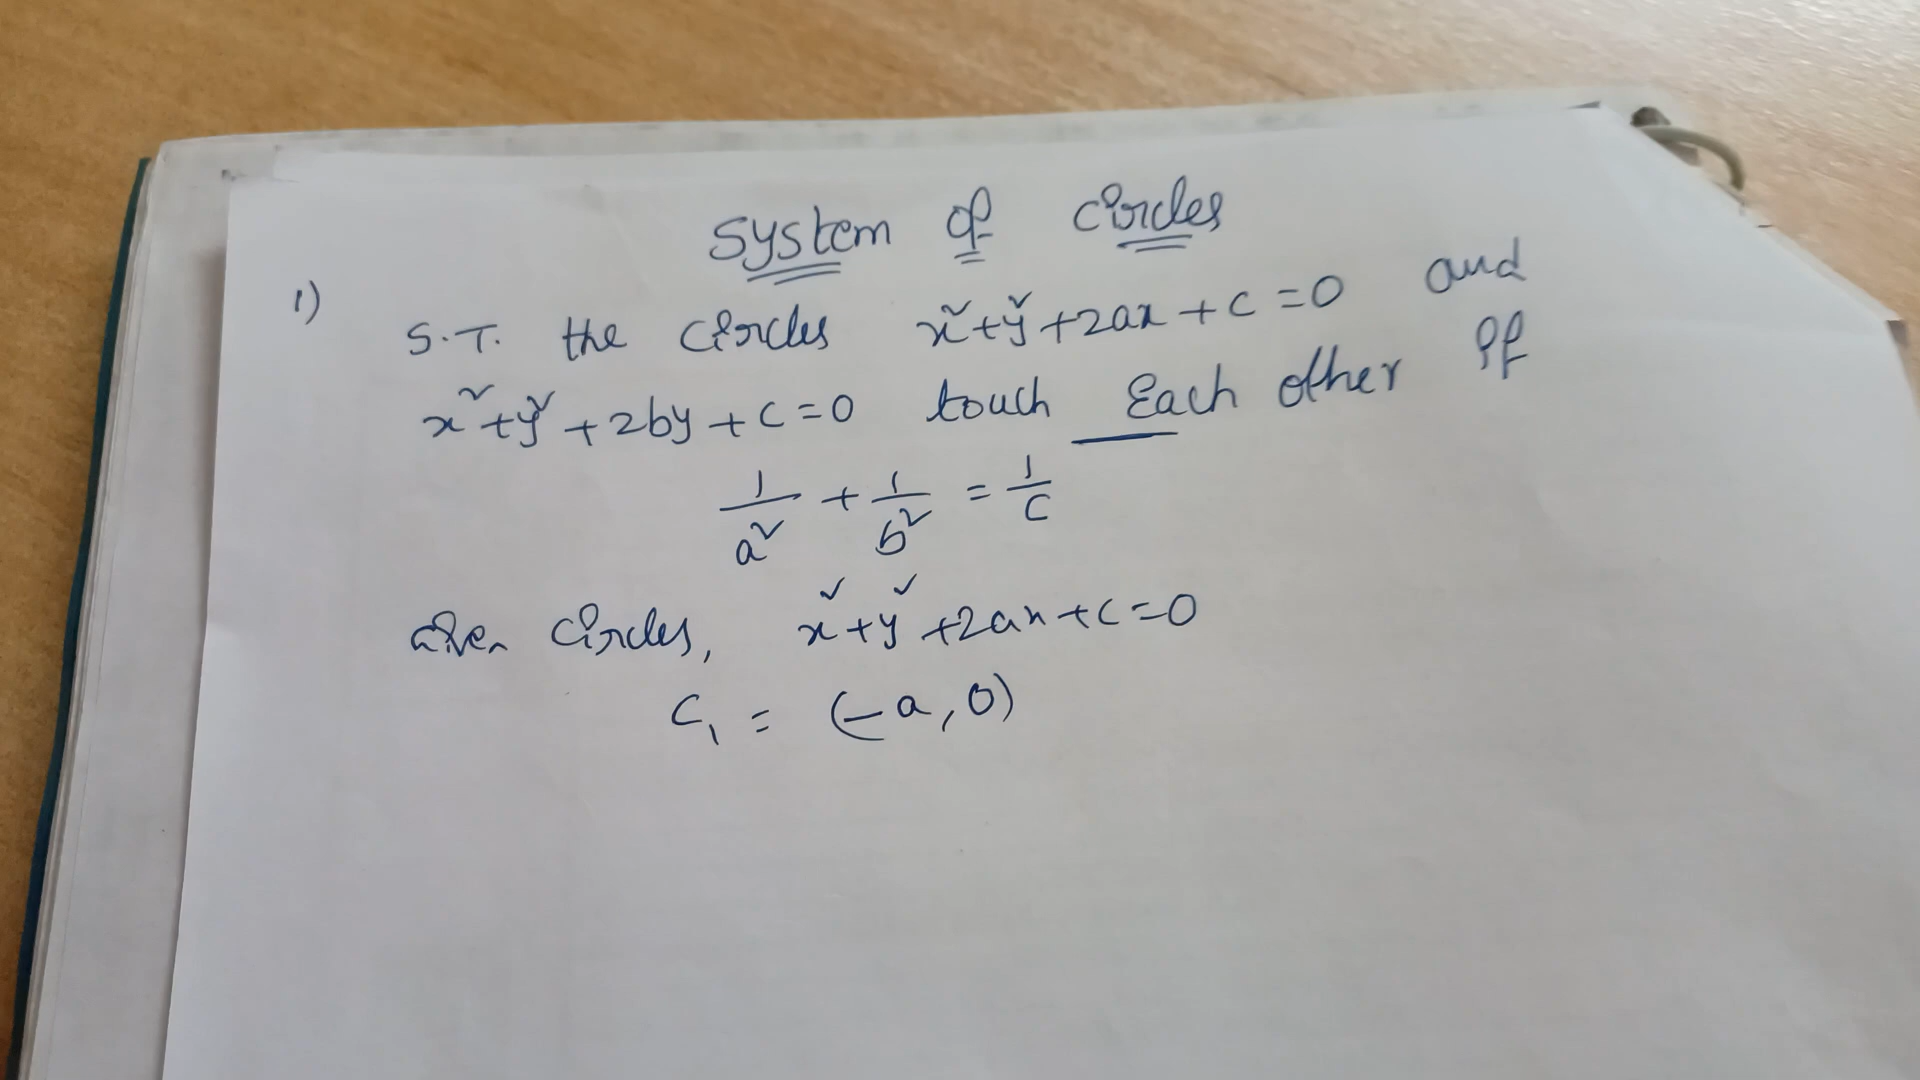 System of circles
1) S.T. the circles x²+y²+2ax+c=0 and
x²+y²+2by+c=0 touch Each other if
1/a² + 1/b² = 1/c
Given circles, x²+y²+2ax+c=0
C₁ = (-a, 0)